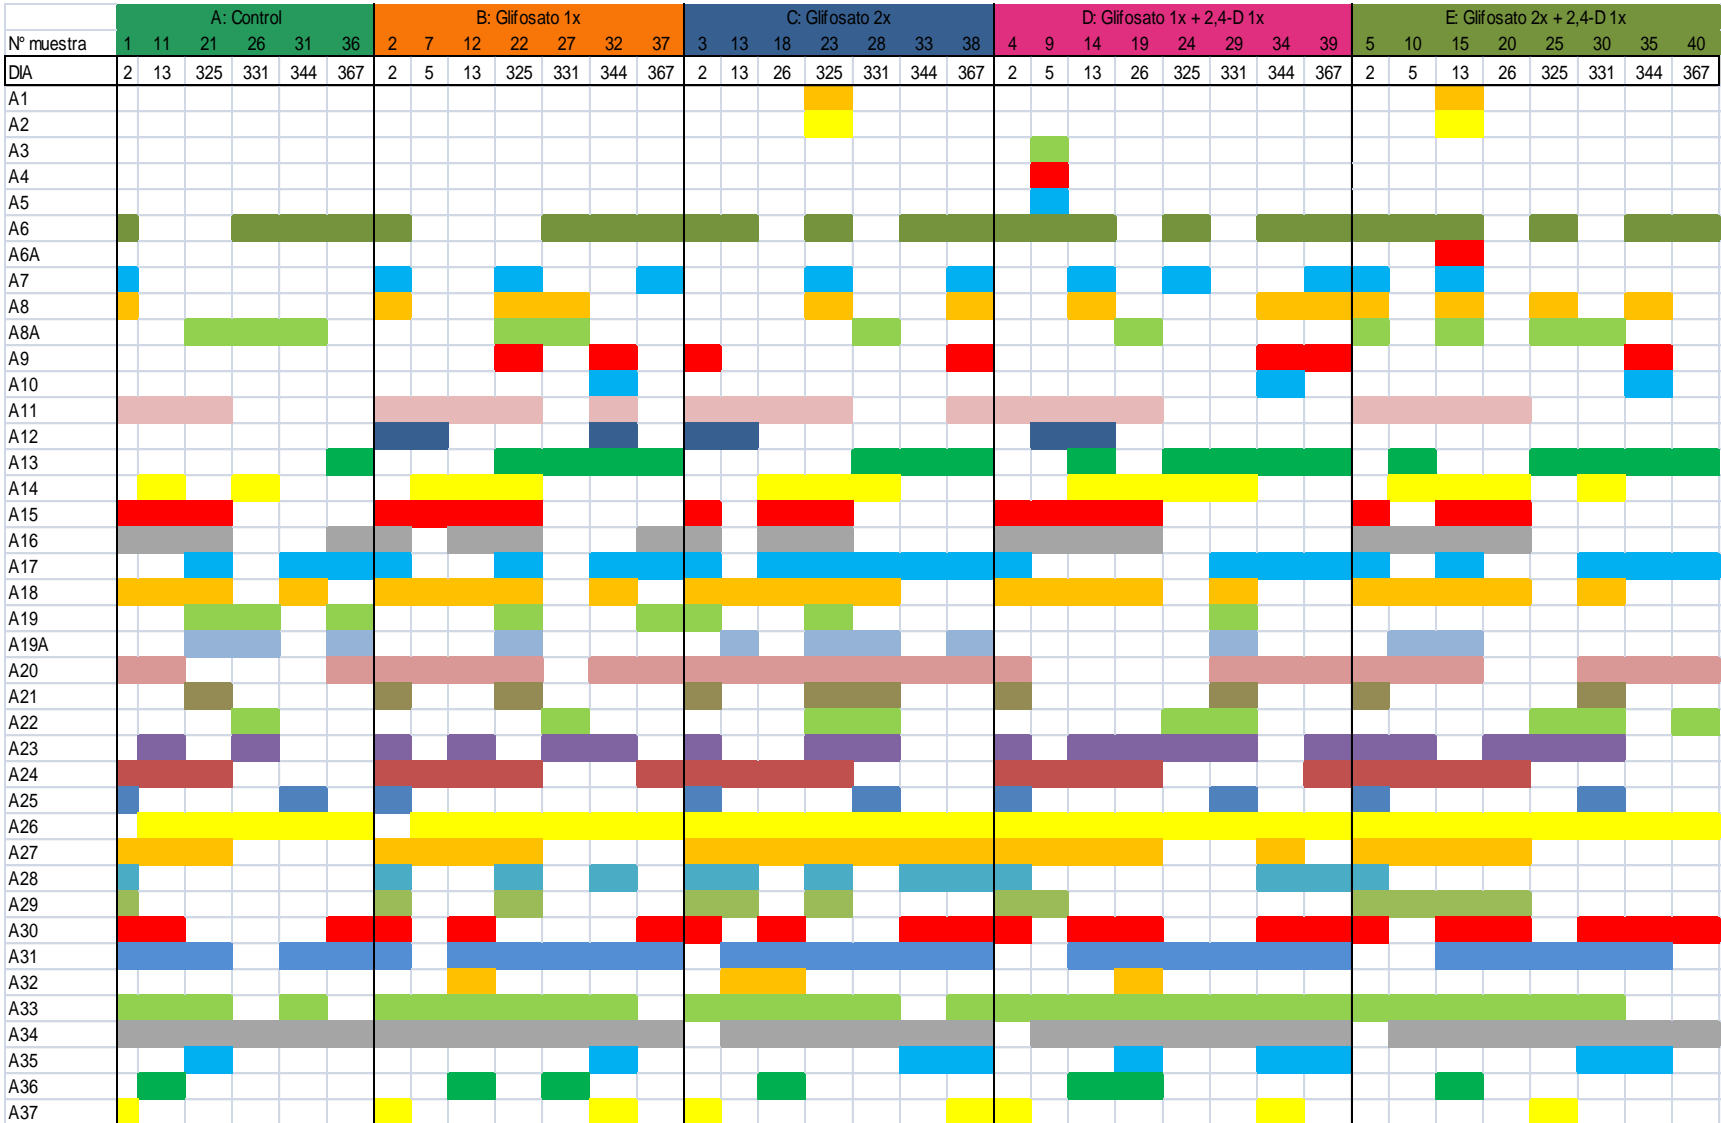 A: Control B: Glifosato 1x C: Glifosato 2x D: Glifosato 1x + 2,4-D 1x E: Glifosato 2x + 2,4-D 1x
Nº muestra 1 11 21 26 31 36 2 7 12 22 27 32 37 3 13 18 23 28 33 38 4 9 14 19 24 29 34 39 5 10 15 20 25 30 35 40
DIA 2 13 325 331 344 367 2 5 13 325 331 344 367 2 13 26 325 331 344 367 2 5 13 26 325 331 344 367 2 5 13 26 325 331 344 367
A1
A2
A3
A4
A5
A6
A6A
A7
A8
A8A
A9
A10
A11
A12
A13
A14
A15
A16
A17
A18
A19
A19A
A20
A21
A22
A23
A24
A25
A26
A27
A28
A29
A30
A31
A32
A33
A34
A35
A36
A37